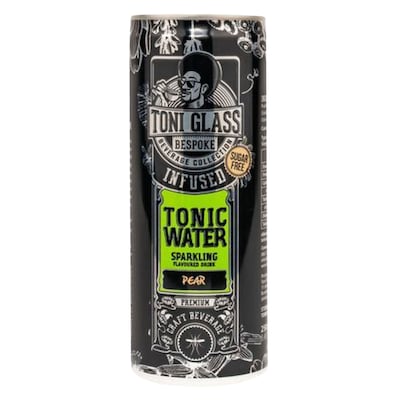 TONI GLASS
BESPOKE
BEVERAGE COLLECTION
INFUSED
SUGAR
FREE
TONIC
WATER
SPARKLING
FLAVOURED DRINK
PEAR
PREMIUM
CRAFT BEVERAGE